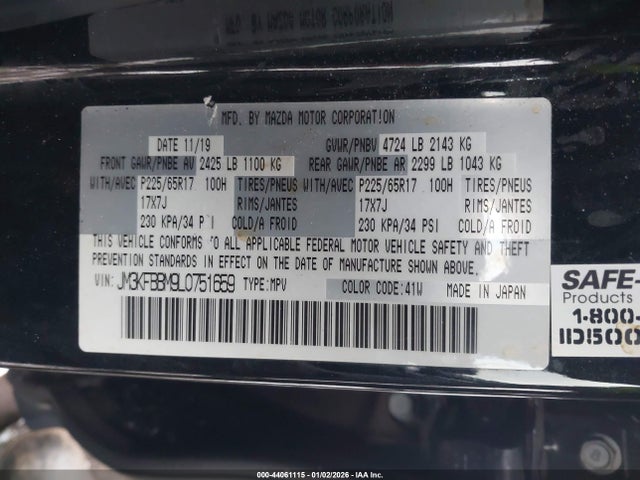 MFD. BY MAZDA MOTOR CORPORATION
DATE 11/19 GVWR/PNBV 4724 LB 2143 KG
FRONT GAWR/PNBE AV 2425 LB 1100 KG REAR GAWR/PNBE AR 2299 LB 1043 KG
WITH/AVEC P225/65R17 100H TIRES/PNEUS WITH/AVEC P225/65R17 100H TIRES/PNEUS
17X7J RIMS/JANTES 17X7J RIMS/JANTES
230 KPA/34 PSI COLD/A FROID 230 KPA/34 PSI COLD/A FROID
THIS VEHICLE CONFORMS TO ALL APPLICABLE FEDERAL MOTOR VEHICLE SAFETY AND THEFT
PREVENTION STANDARDS IN EFFECT ON THE DATE OF MANUFACTURE SHOWN ABOVE.
VIN: JM3KFBBM9L0751659 TYPE:MPV COLOR CODE:41W MADE IN JAPAN
SAFE-
Products
1-800-
IID1500
000-44061115 - 01/02/2026 - IAA Inc.